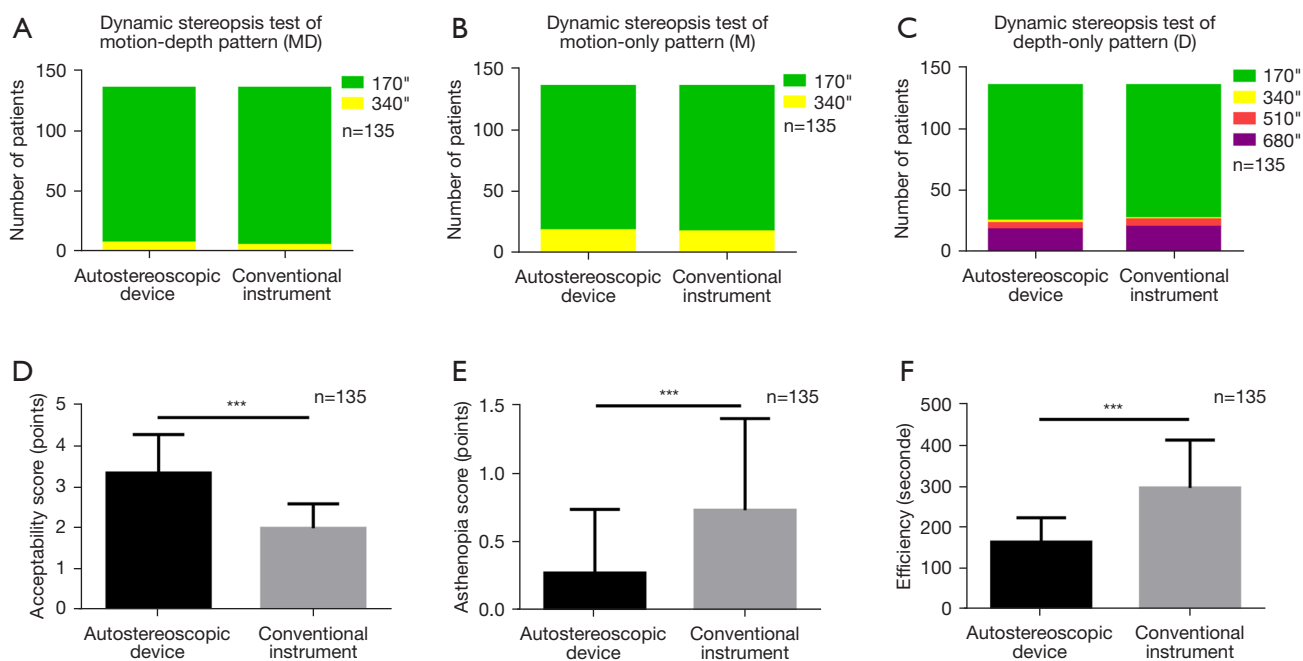 A
Dynamic stereopsis test of
motion-depth pattern (MD)
Number of patients
150
100
50
0
170"
340"
n=135
Autostereoscopic
device
Conventional
instrument
B
Dynamic stereopsis test of
motion-only pattern (M)
Number of patients
150
100
50
0
170"
340"
n=135
Autostereoscopic
device
Conventional
instrument
C
Dynamic stereopsis test of
depth-only pattern (D)
Number of patients
150
100
50
0
170"
340"
510"
680"
n=135
Autostereoscopic
device
Conventional
instrument
D
Acceptability score (points)
5
4
3
2
1
0
***
n=135
Autostereoscopic
device
Conventional
instrument
E
Asthenopia score (points)
1.5
1.0
0.5
0.0
***
n=135
Autostereoscopic
device
Conventional
instrument
F
Efficiency (seconde)
500
400
300
200
100
0
***
n=135
Autostereoscopic
device
Conventional
instrument